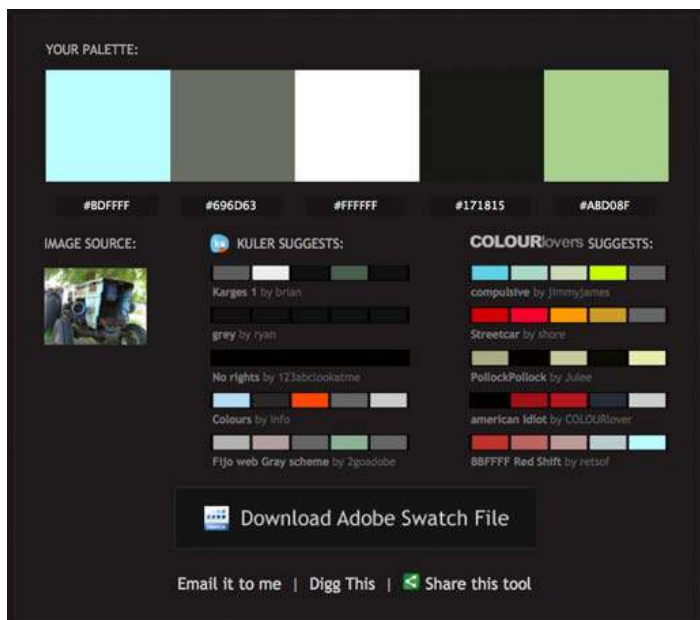 YOUR PALETTE:
#BDFFFF #696D63 #FFFFFF #171815 #ABD08F
IMAGE SOURCE:
ku KULER SUGGESTS:
Karges 1 by brian
grey by ryan
No rights by 123abclookatme
Colours by info
Fijo web Gray scheme by 2goadobe
COLOURlovers SUGGESTS:
compulsive by jimmyjames
Streetcar by shore
PollockPollock by Julee
american idiot by COLOURlover
BBFFFF Red Shift by retsof
Download Adobe Swatch File
Email it to me | Digg This | Share this tool